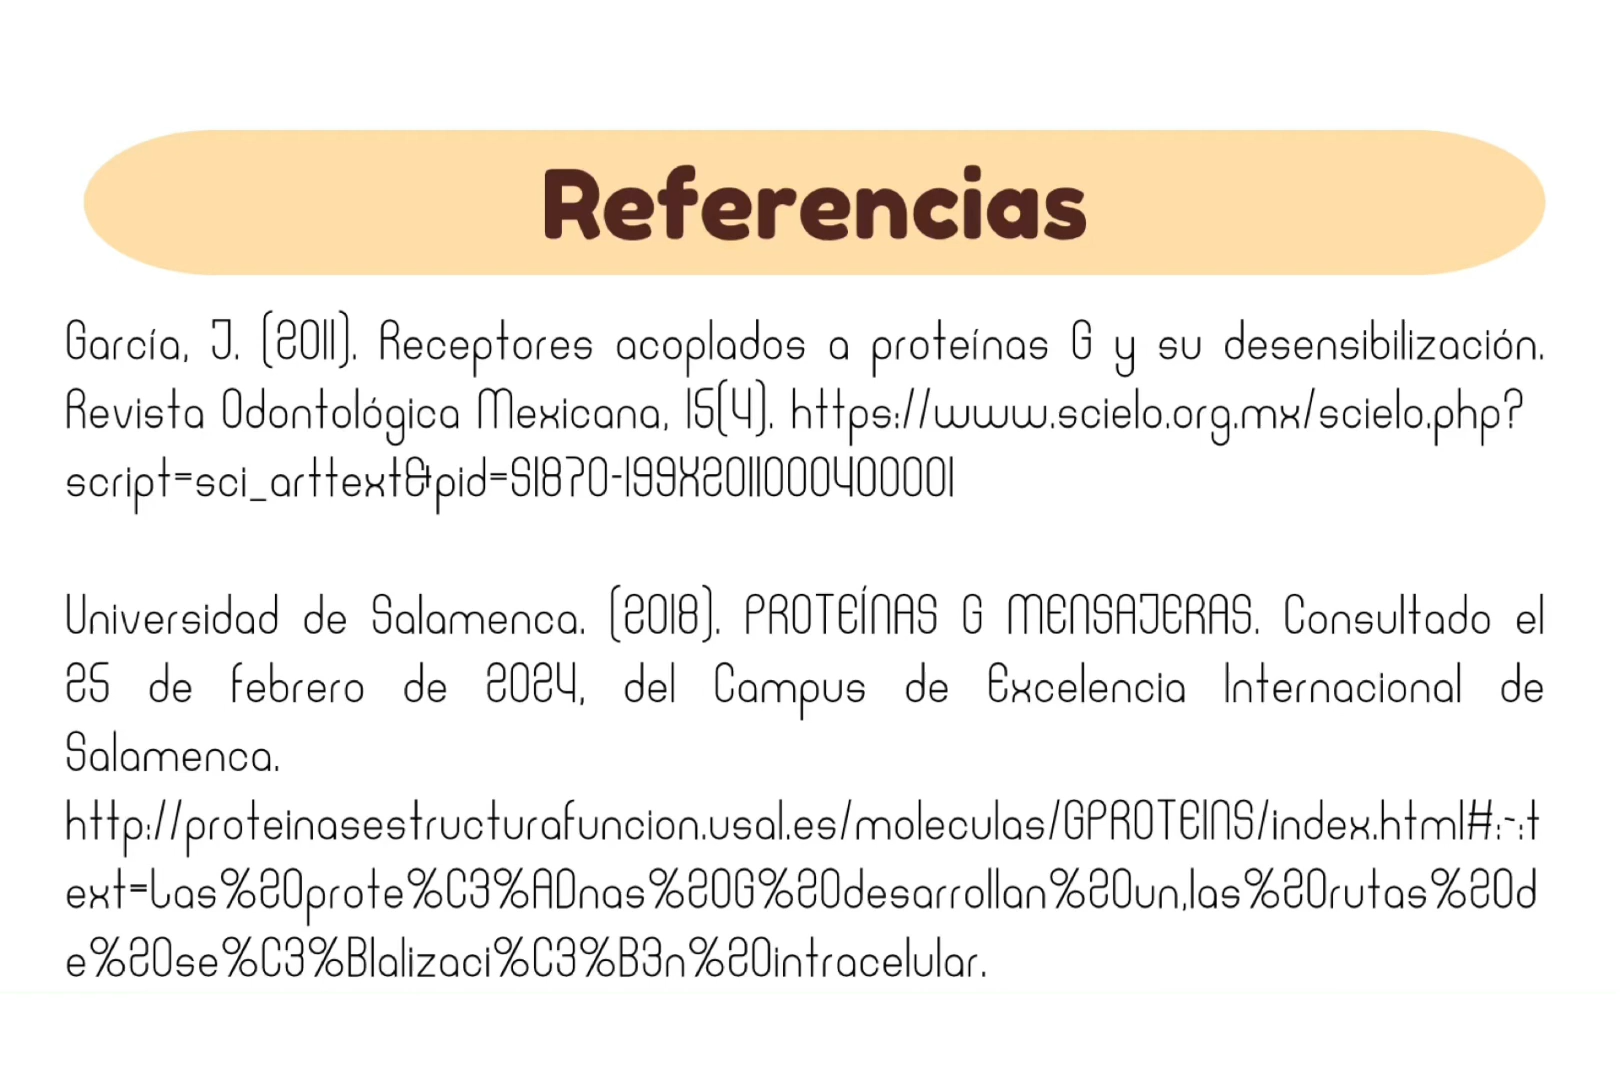 Referencias
García, J. (2011). Receptores acoplados a proteínas G y su desensibilización.
Revista Odontológica Mexicana, 15(4). https://www.scielo.org.mx/scielo.php?
script=sci_arttext&pid=S1870-199X2011000400001
Universidad de Salamenca. (2018). PROTEÍNAS G MENSAJERAS. Consultado el
25 de febrero de 2024, del Campus de Excelencia Internacional de
Salamenca.
http://proteinasestructurafuncion.usal.es/moleculas/GPROTEINS/index.html#:~:t
ext=Las%20prote%C3%ADnas%20G%20desarrollan%20un,las%20rutas%20d
e%20se%C3%B1alizaci%C3%B3n%20intracelular.